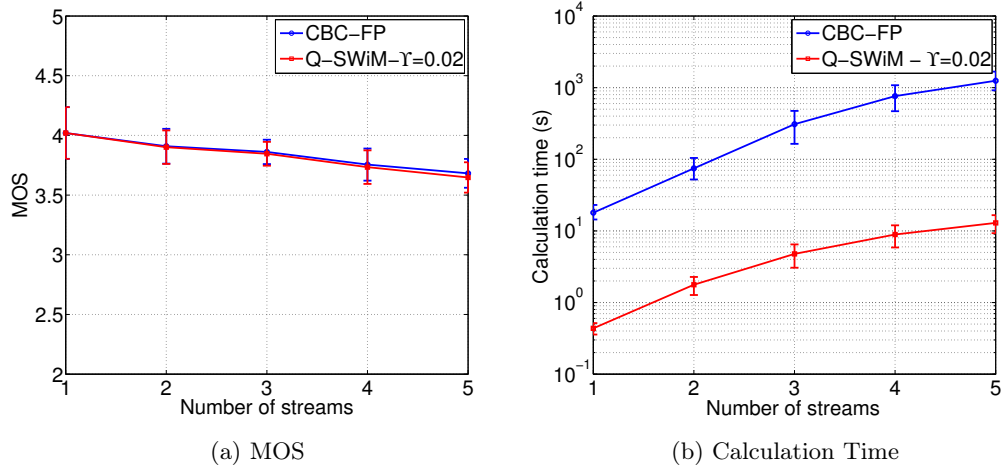 5
4.5
4
3.5
3
2.5
2
MOS
1 2 3 4 5
Number of streams
CBC−FP
Q−SWiM−ϒ=0.02
(a) MOS
10^4
10^3
10^2
10^1
10^0
10^−1
Calculation time (s)
1 2 3 4 5
Number of streams
CBC−FP
Q−SWiM − ϒ=0.02
(b) Calculation Time